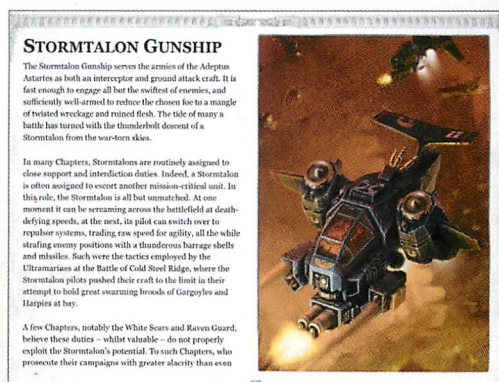 STORMTALON GUNSHIP
The Stormtalon Gunship serves the armies of the Adeptus
Astartes as both an interceptor and ground attack craft. It is
fast enough to engage all but the swiftest of enemies, and
sufficiently well-armed to reduce the chosen foe to a mangle
of twisted wreckage and ruined flesh. The tide of many a
battle has turned with the thunderbolt descent of a
Stormtalon from the war-torn skies.
In many Chapters, Stormtalons are routinely assigned to
close support and interdiction duties. Indeed, a Stormtalon
is often assigned to escort another mission-critical unit. In
this role, the Stormtalon is all but unmatched. At one
moment it can be screaming across the battlefield at death-
defying speeds, at the next, its pilot can switch over to
repulsor systems, trading raw speed for agility, all the while
strafing enemy positions with a thunderous barrage shells
and missiles. Such were the tactics employed by the
Ultramarines at the Battle of Cold Steel Ridge, where the
Stormtalon pilots pushed their craft to the limit in their
attempt to hold great swarming broods of Gargoyles and
Harpies at bay.
A few Chapters, notably the White Scars and Raven Guard,
believe these duties – whilst valuable – do not properly
exploit the Stormtalon's potential. To such Chapters, who
prosecute their campaigns with greater alacrity than even